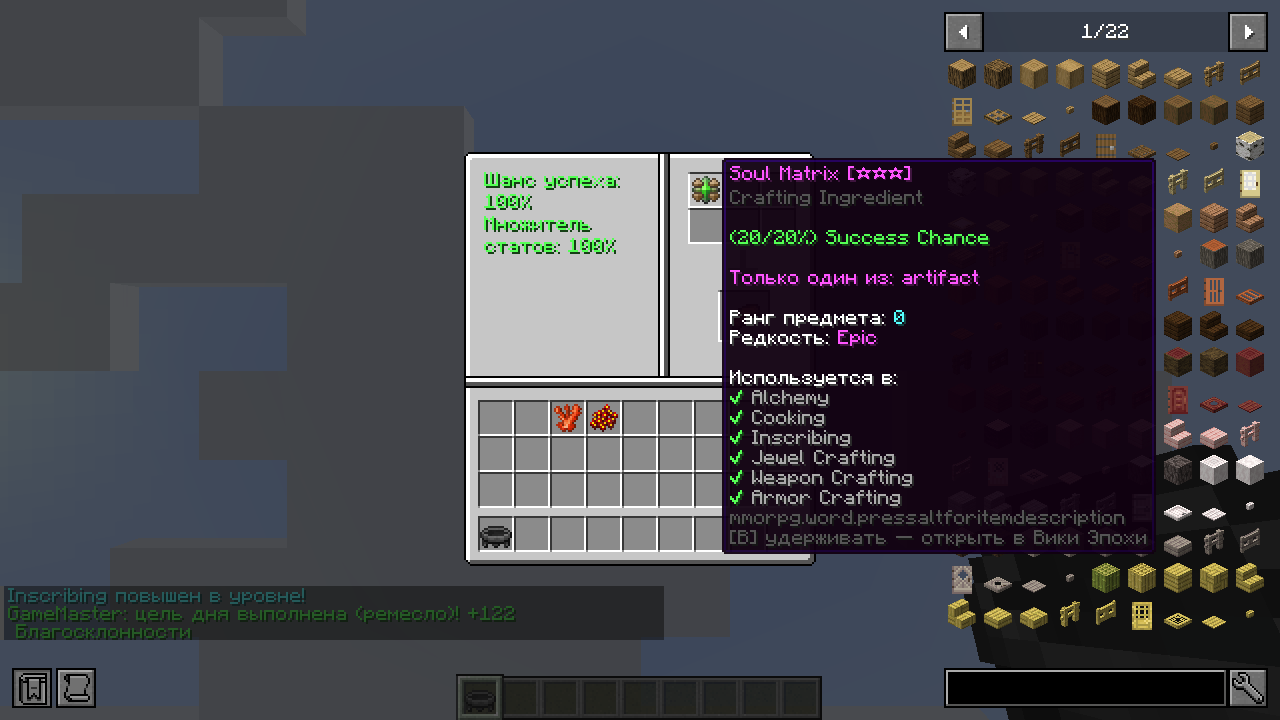 1/22
Шанс успеха:
100%
Множитель
статов: 100%
Soul Matrix [☆☆☆]
Crafting Ingredient
(20/20%) Success Chance
Только один из: artifact
Ранг предмета: 0
Редкость: Epic
Используется в:
✓ Alchemy
✓ Cooking
✓ Inscribing
✓ Jewel Crafting
✓ Weapon Crafting
✓ Armor Crafting
mmorpg.word.pressaltforitemdescription
[B] удерживать — открыть в Вики Эпохи
Inscribing повышен в уровне!
GameMaster: цель дня выполнена (ремесло)! +122
Благосклонности